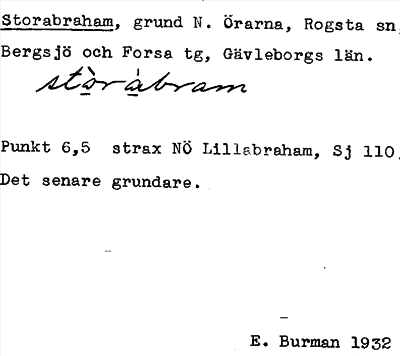 Storabraham, grund N. Örarna, Rogsta sn,
Bergsjö och Forsa tg, Gävleborgs län.
stòrábram
Punkt 6,5 strax NÖ Lillabraham, Sj 110,
Det senare grundare.
E. Burman 1932